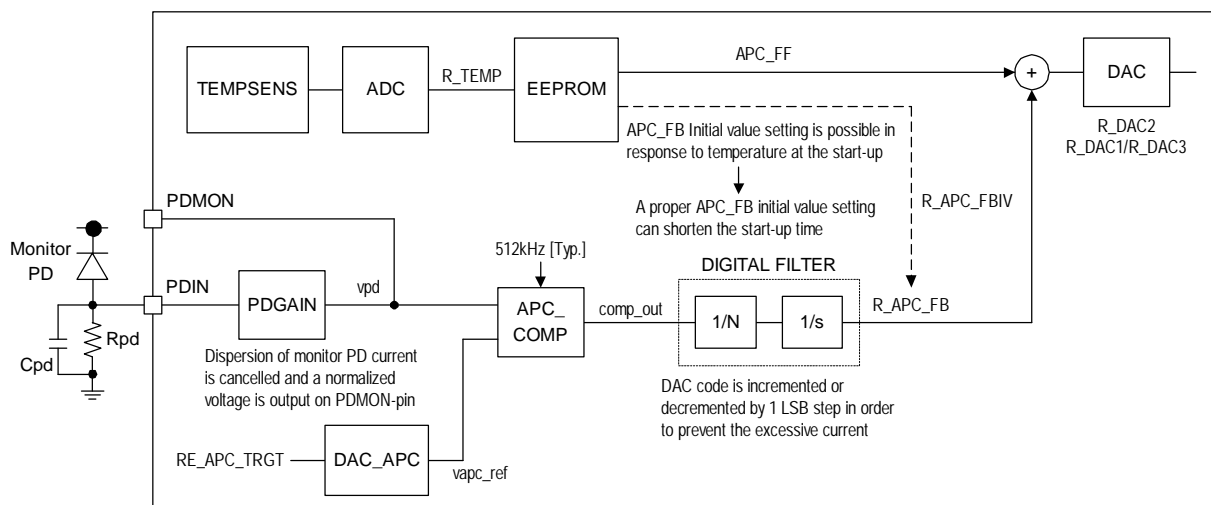 APC_FF
R_TEMP
TEMPSENS
ADC
EEPROM
+
DAC
R_DAC2
R_DAC1/R_DAC3
APC_FB Initial value setting is possible in
response to temperature at the start-up
R_APC_FBIV
A proper APC_FB initial value setting
can shorten the start-up time
PDMON
Monitor
PD
512kHz [Typ.]
DIGITAL FILTER
PDIN
PDGAIN
vpd
APC_
COMP
comp_out
1/N
1/s
R_APC_FB
Cpd
Rpd
Dispersion of monitor PD current
is cancelled and a normalized
voltage is output on PDMON-pin
DAC code is incremented or
decremented by 1 LSB step in order
to prevent the excessive current
RE_APC_TRGT
DAC_APC
vapc_ref